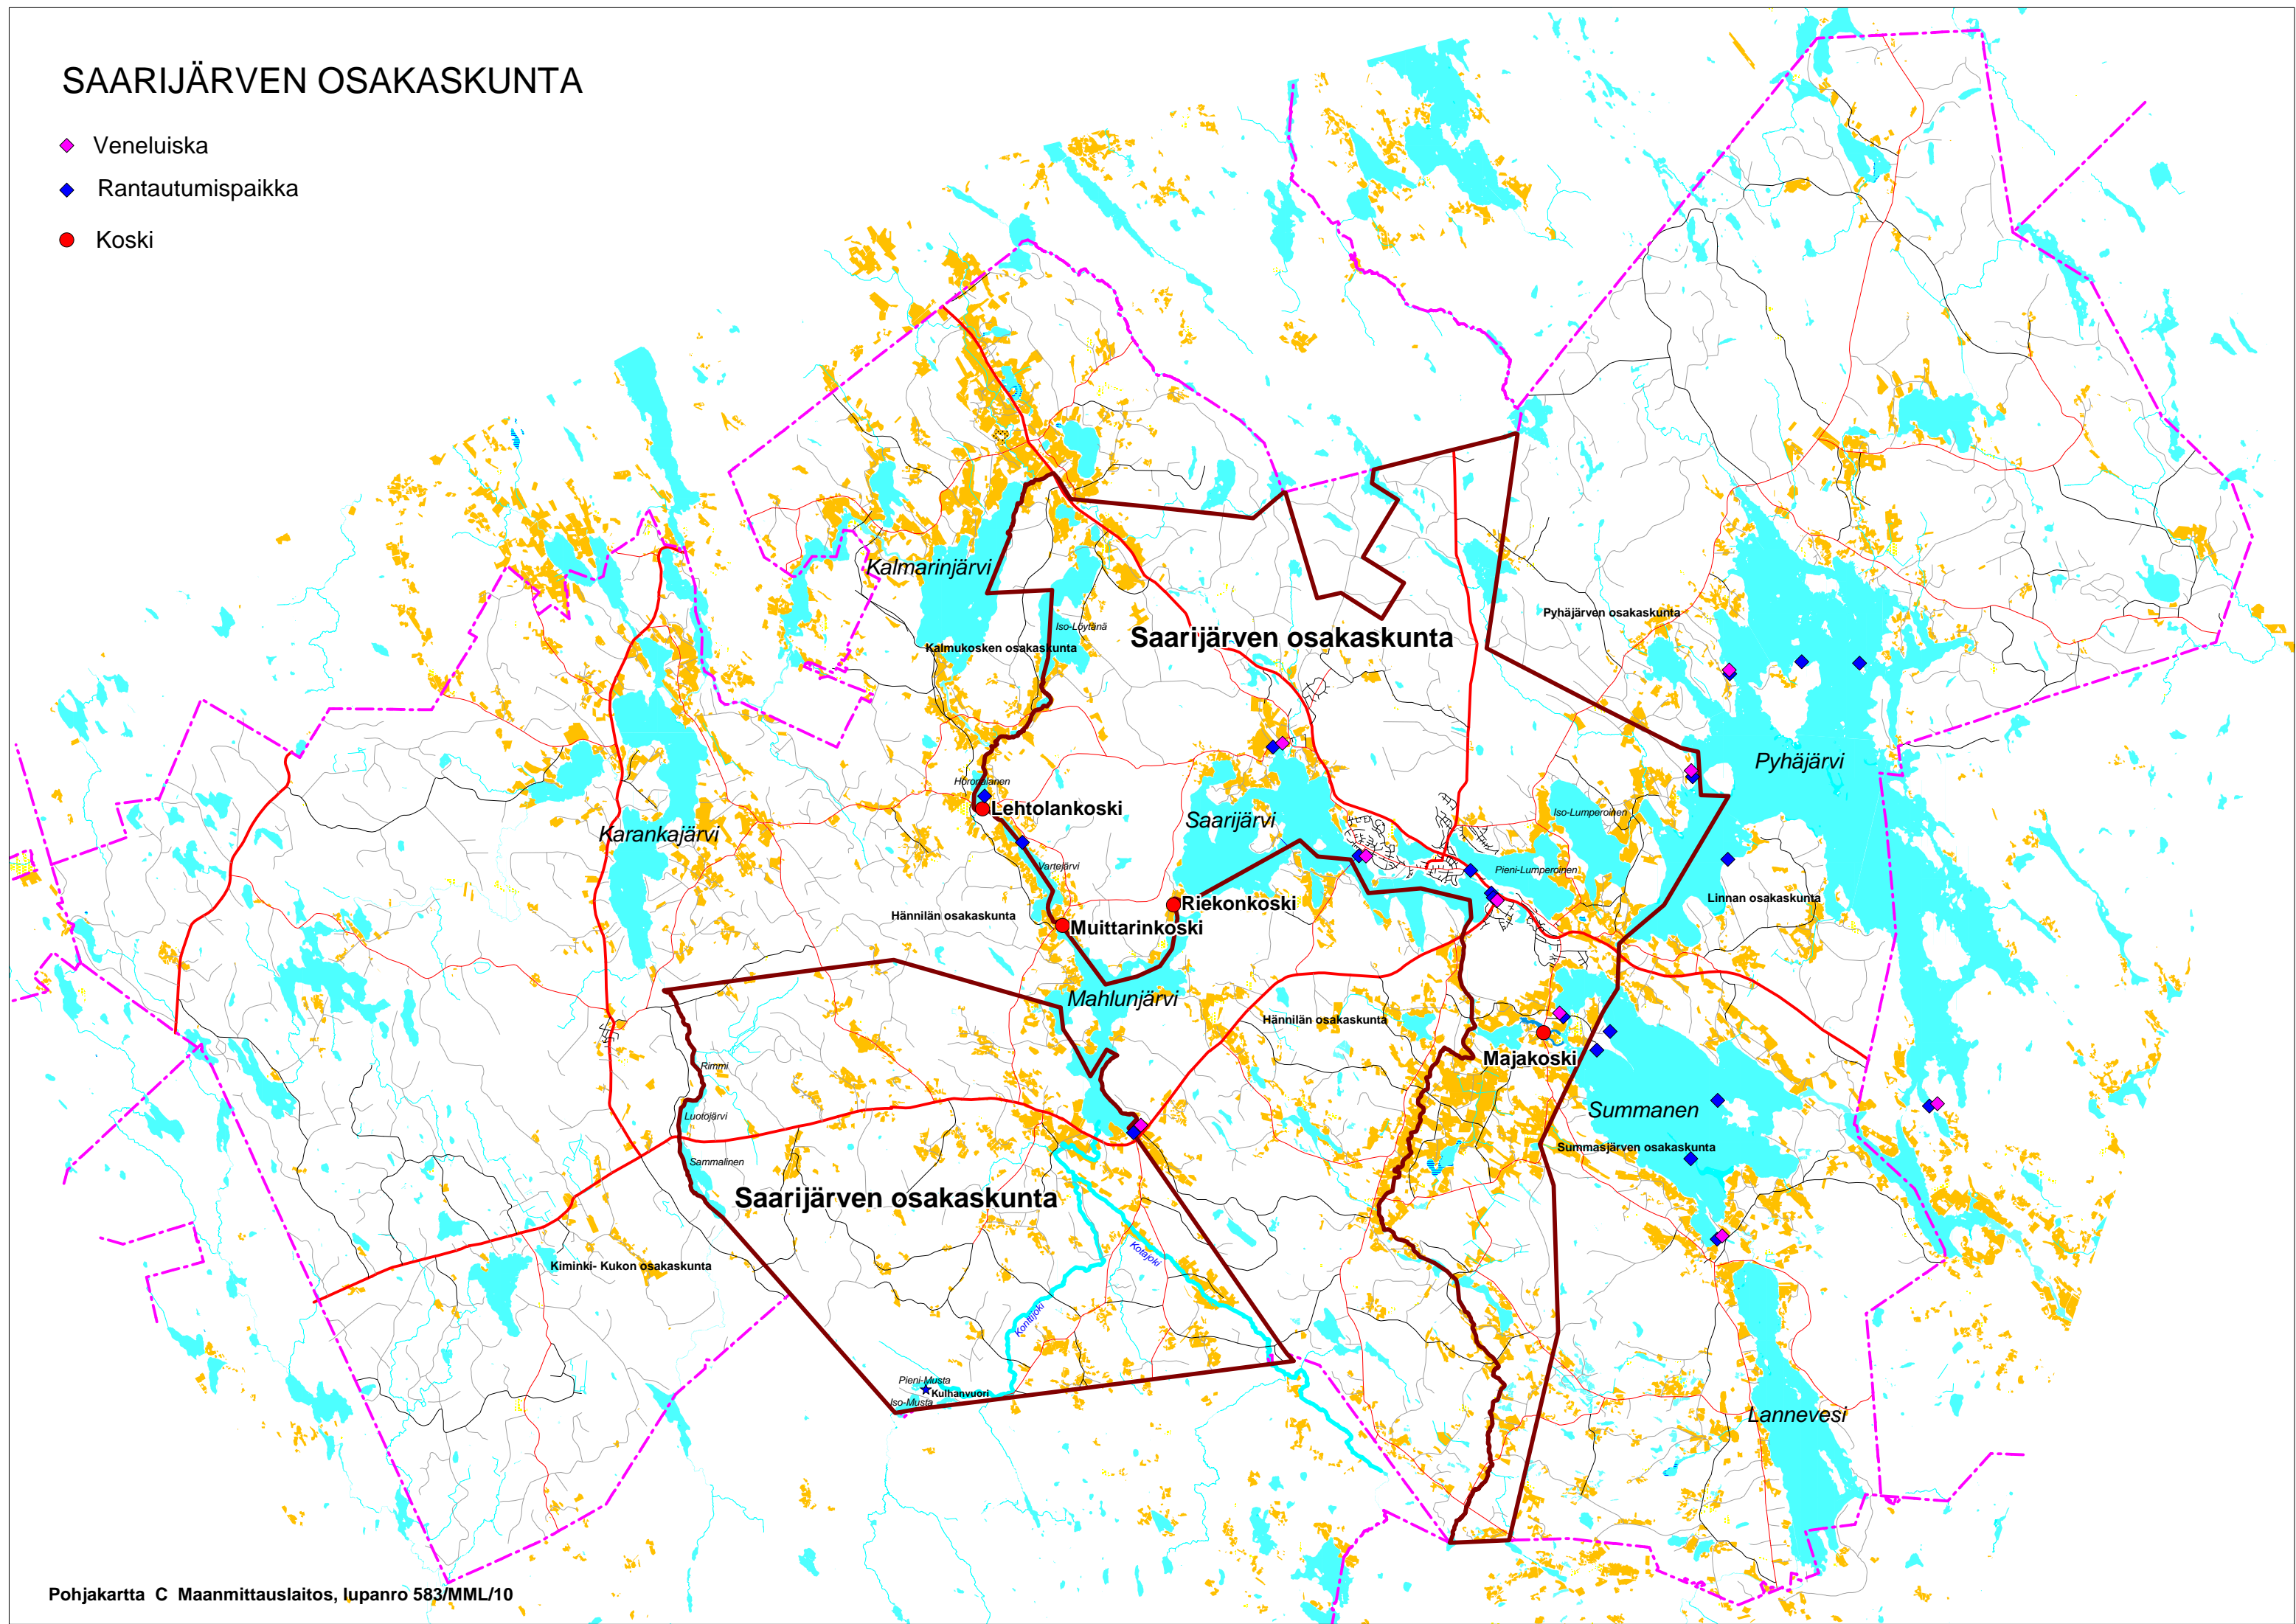 SAARIJÄRVEN OSAKASKUNTA
Veneluiska
Rantautumispaikka
Koski
Kalmarinjärvi
Iso-Löytänä
Kalmukosken osakaskunta
Saarijärven osakaskunta
Pyhäjärven osakaskunta
Pyhäjärvi
Lehtolankoski
Karankajärvi
Saarijärvi
Iso-Lumperoinen
Vartejärvi
Pieni-Lumperoinen
Linnan osakaskunta
Riekonkoski
Hännilän osakaskunta
Muittarinkoski
Mahlunjärvi
Hännilän osakaskunta
Majakoski
Rimmi
Luotojärvi
Summanen
Summasjärven osakaskunta
Sammalinen
Saarijärven osakaskunta
Kotajoki
Kiminki- Kukon osakaskunta
Konttijoki
Pieni-Musta
Kulhanvuori
Iso-Musta
Lannevesi
Pohjakartta C Maanmittauslaitos, lupanro 583/MML/10